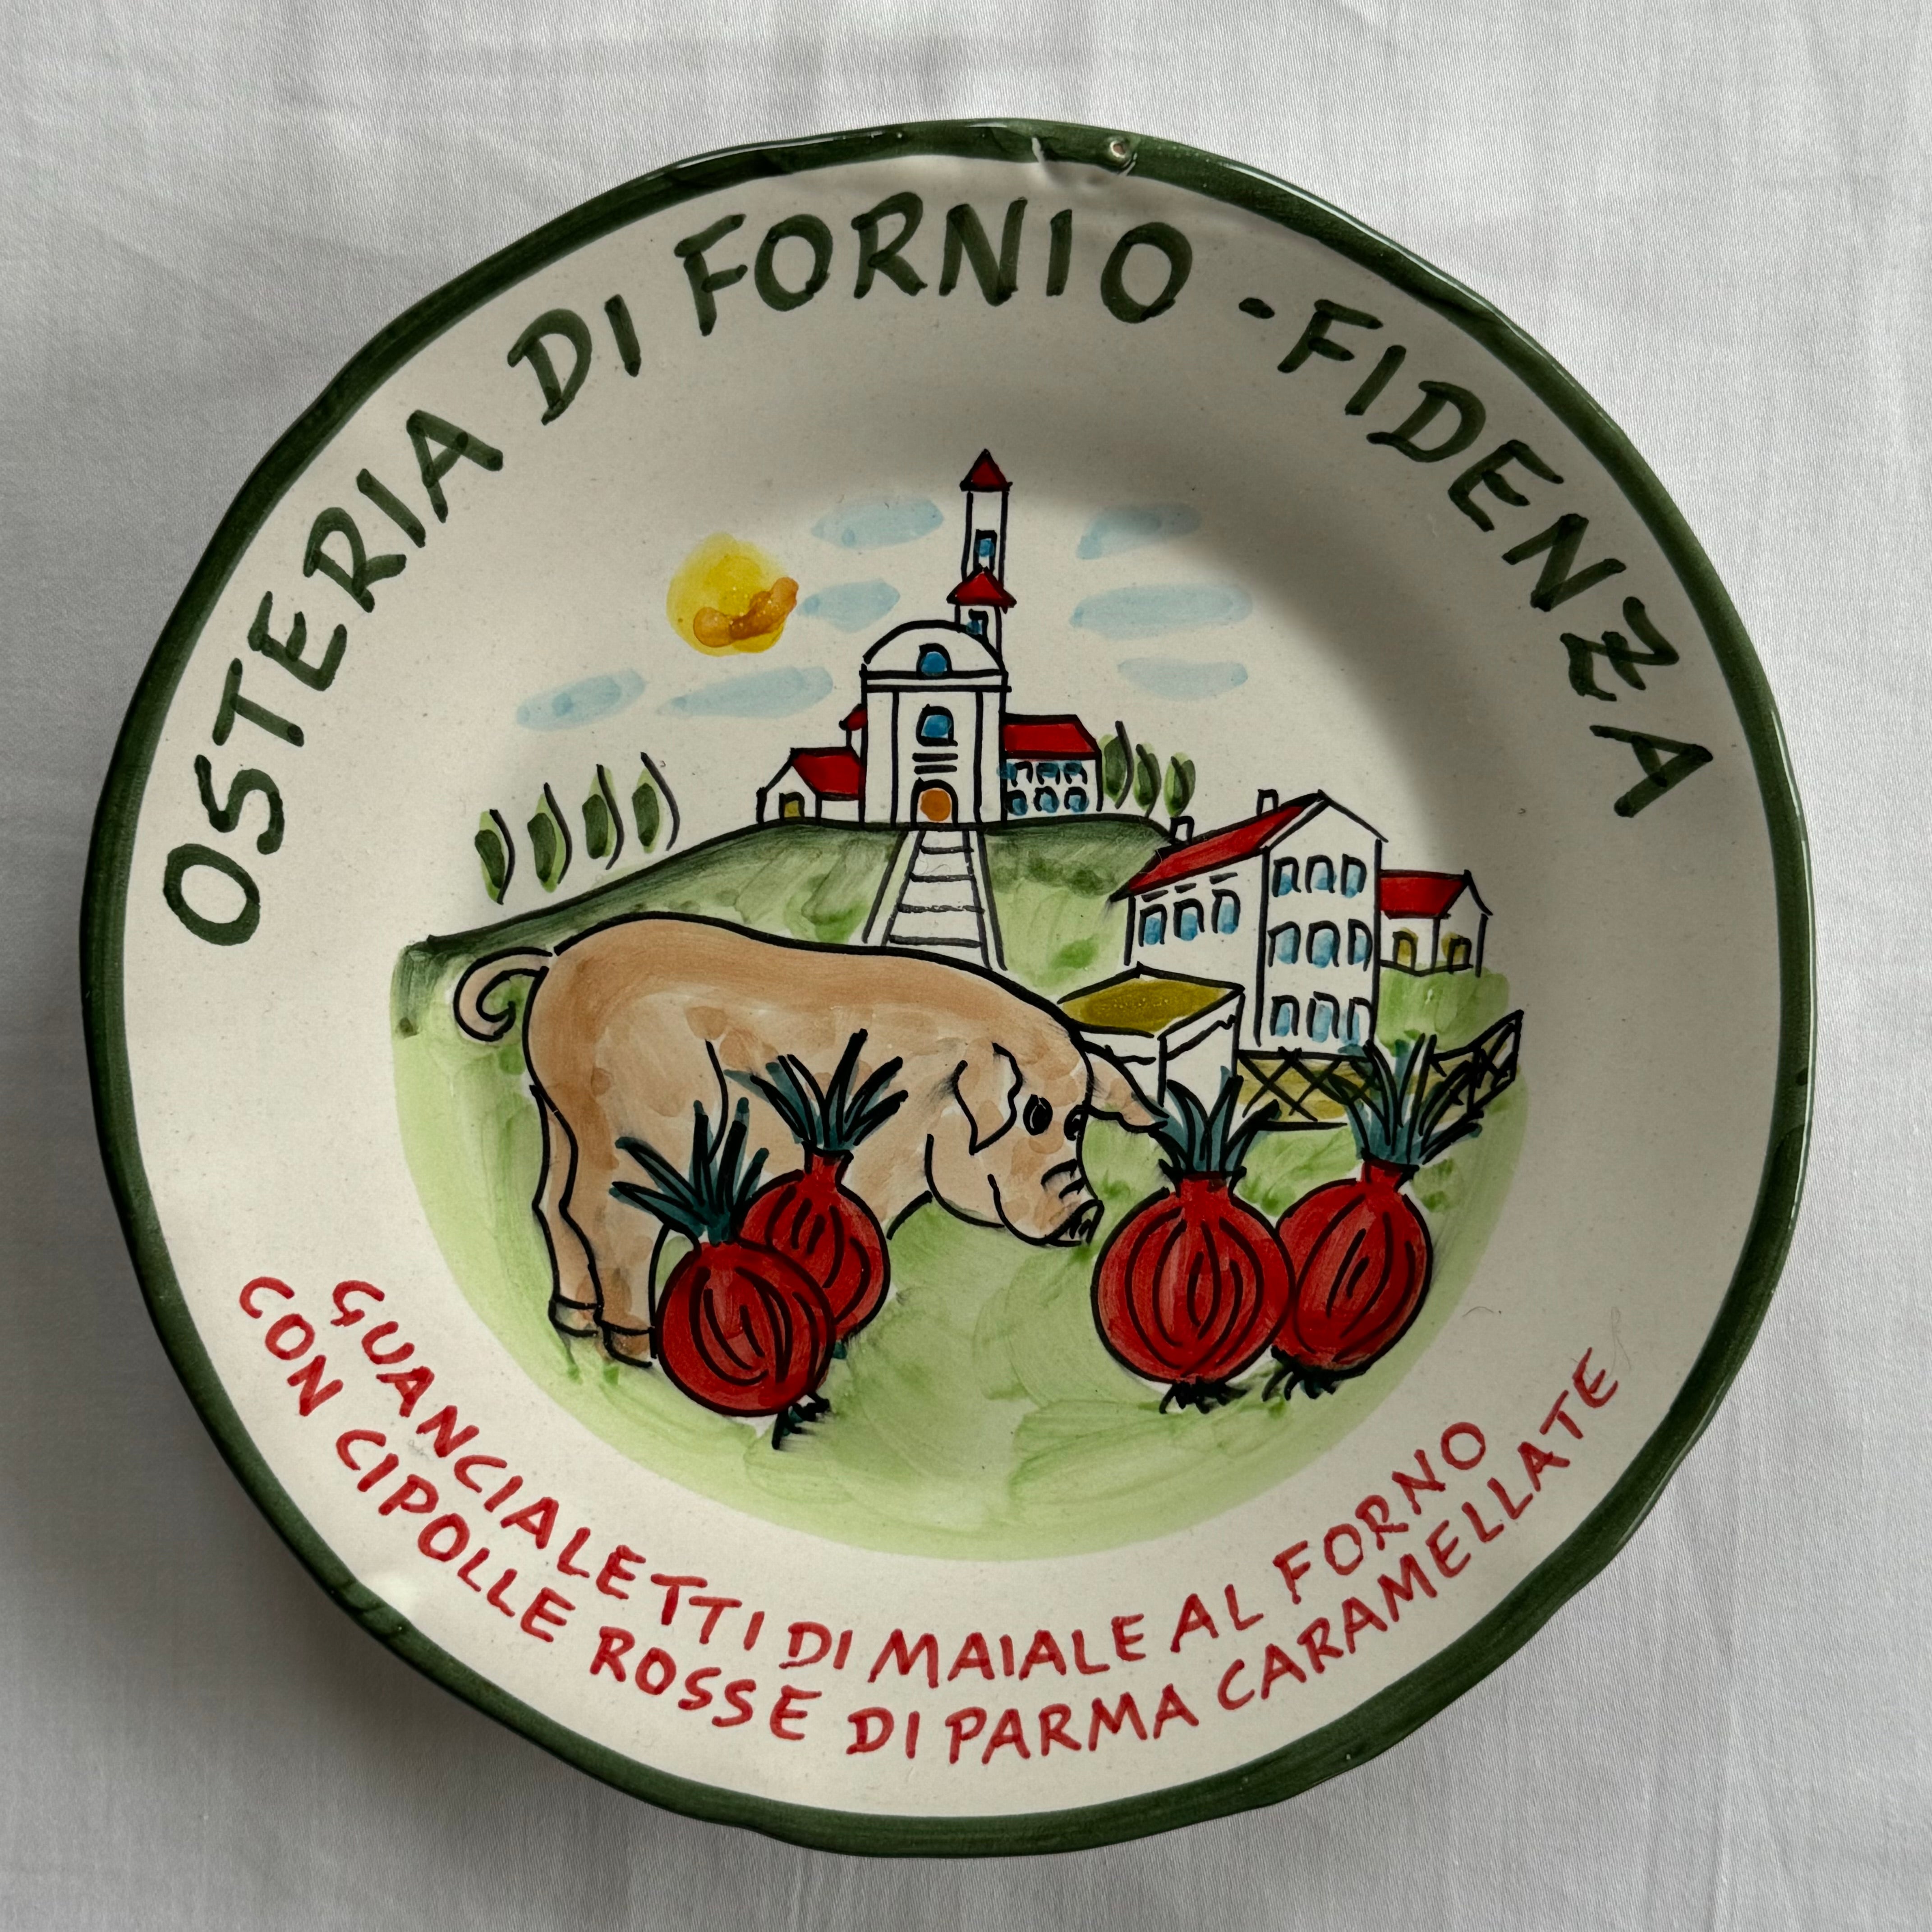 OSTERIA DI FORNIO - FIDENZA
GUANCIALETTI DI MAIALE AL FORNO
CON CIPOLLE ROSSE DI PARMA CARAMELLATE